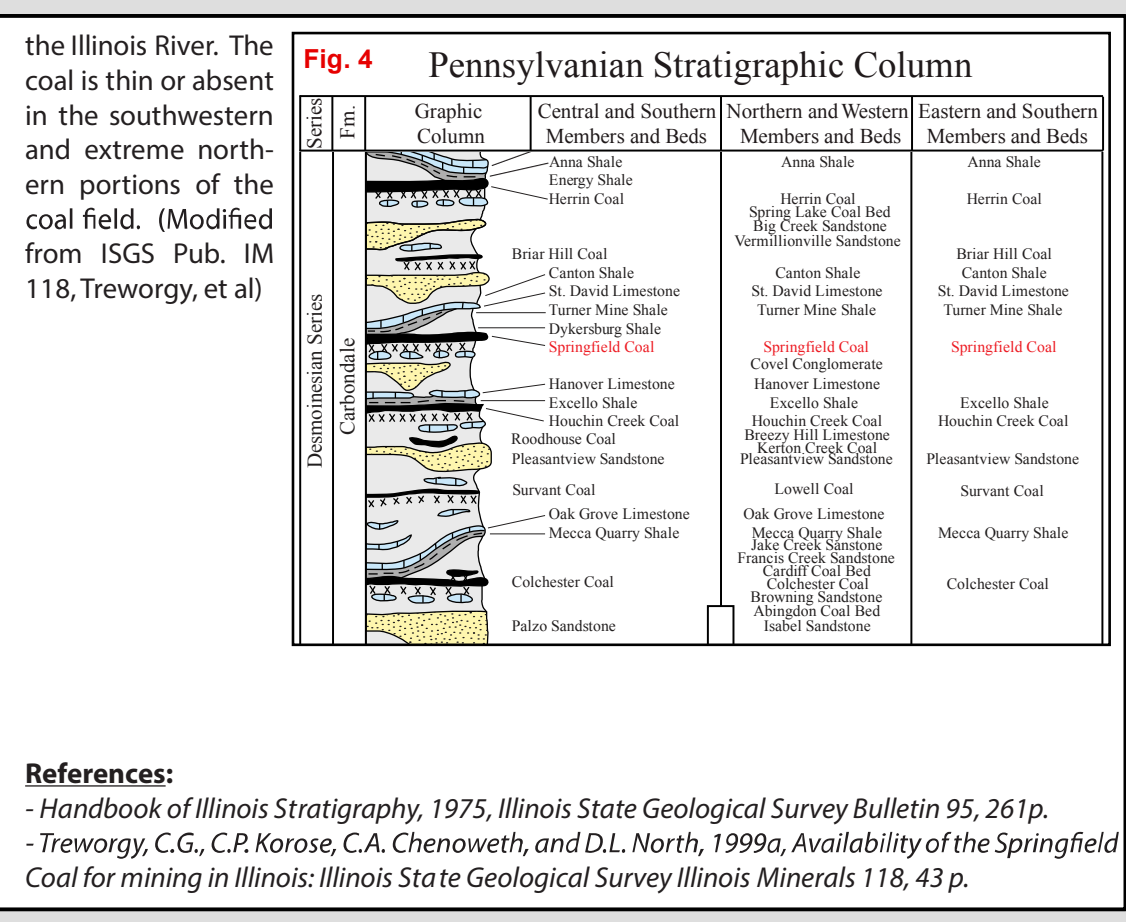 the Illinois River. The
coal is thin or absent
in the southwestern
and extreme north-
ern portions of the
coal field. (Modified
from ISGS Pub. IM
118, Treworgy, et al)
Fig. 4
Pennsylvanian Stratigraphic Column
Series
Fm.
Graphic
Column
Central and Southern
Members and Beds
Northern and Western
Members and Beds
Eastern and Southern
Members and Beds
Desmoinesian Series
Carbondale
Anna Shale
Energy Shale
Herrin Coal
Briar Hill Coal
Canton Shale
St. David Limestone
Turner Mine Shale
Dykersburg Shale
Springfield Coal
Hanover Limestone
Excello Shale
Houchin Creek Coal
Roodhouse Coal
Pleasantview Sandstone
Survant Coal
Oak Grove Limestone
Mecca Quarry Shale
Colchester Coal
Palzo Sandstone
Anna Shale
Herrin Coal
Spring Lake Coal Bed
Big Creek Sandstone
Vermillionville Sandstone
Canton Shale
St. David Limestone
Turner Mine Shale
Springfield Coal
Covel Conglomerate
Hanover Limestone
Excello Shale
Houchin Creek Coal
Breezy Hill Limestone
Kerton Creek Coal
Pleasantview Sandstone
Lowell Coal
Oak Grove Limestone
Mecca Quarry Shale
Jake Creek Sanstone
Francis Creek Sandstone
Cardiff Coal Bed
Colchester Coal
Browning Sandstone
Abingdon Coal Bed
Isabel Sandstone
Anna Shale
Herrin Coal
Briar Hill Coal
Canton Shale
St. David Limestone
Turner Mine Shale
Springfield Coal
Excello Shale
Houchin Creek Coal
Pleasantview Sandstone
Survant Coal
Mecca Quarry Shale
Colchester Coal
References:
- Handbook of Illinois Stratigraphy, 1975, Illinois State Geological Survey Bulletin 95, 261p.
- Treworgy, C.G., C.P. Korose, C.A. Chenoweth, and D.L. North, 1999a, Availability of the Springfield
Coal for mining in Illinois: Illinois State Geological Survey Illinois Minerals 118, 43 p.